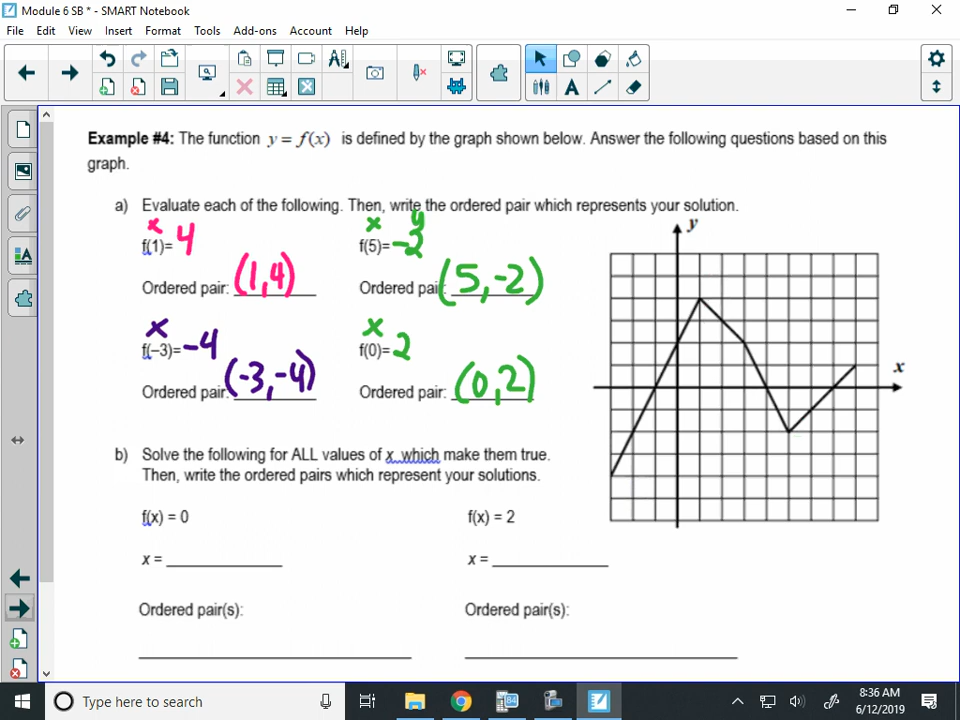 Module 6 SB * - SMART Notebook
File Edit View Insert Format Tools Add-ons Account Help
Example #4: The function y = f(x) is defined by the graph shown below. Answer the following questions based on this
graph.
a) Evaluate each of the following. Then, write the ordered pair which represents your solution.
x x y
f(1)= 4 f(5)= -2
Ordered pair: (1,4) Ordered pair: (5,-2)
x x
f(-3)= -4 f(0)= 2
Ordered pair: (-3,-4) Ordered pair: (0,2)
y
x
b) Solve the following for ALL values of x which make them true.
Then, write the ordered pairs which represent your solutions.
f(x) = 0 f(x) = 2
x = ____________ x = ____________
Ordered pair(s): Ordered pair(s):
Type here to search
8:36 AM
6/12/2019